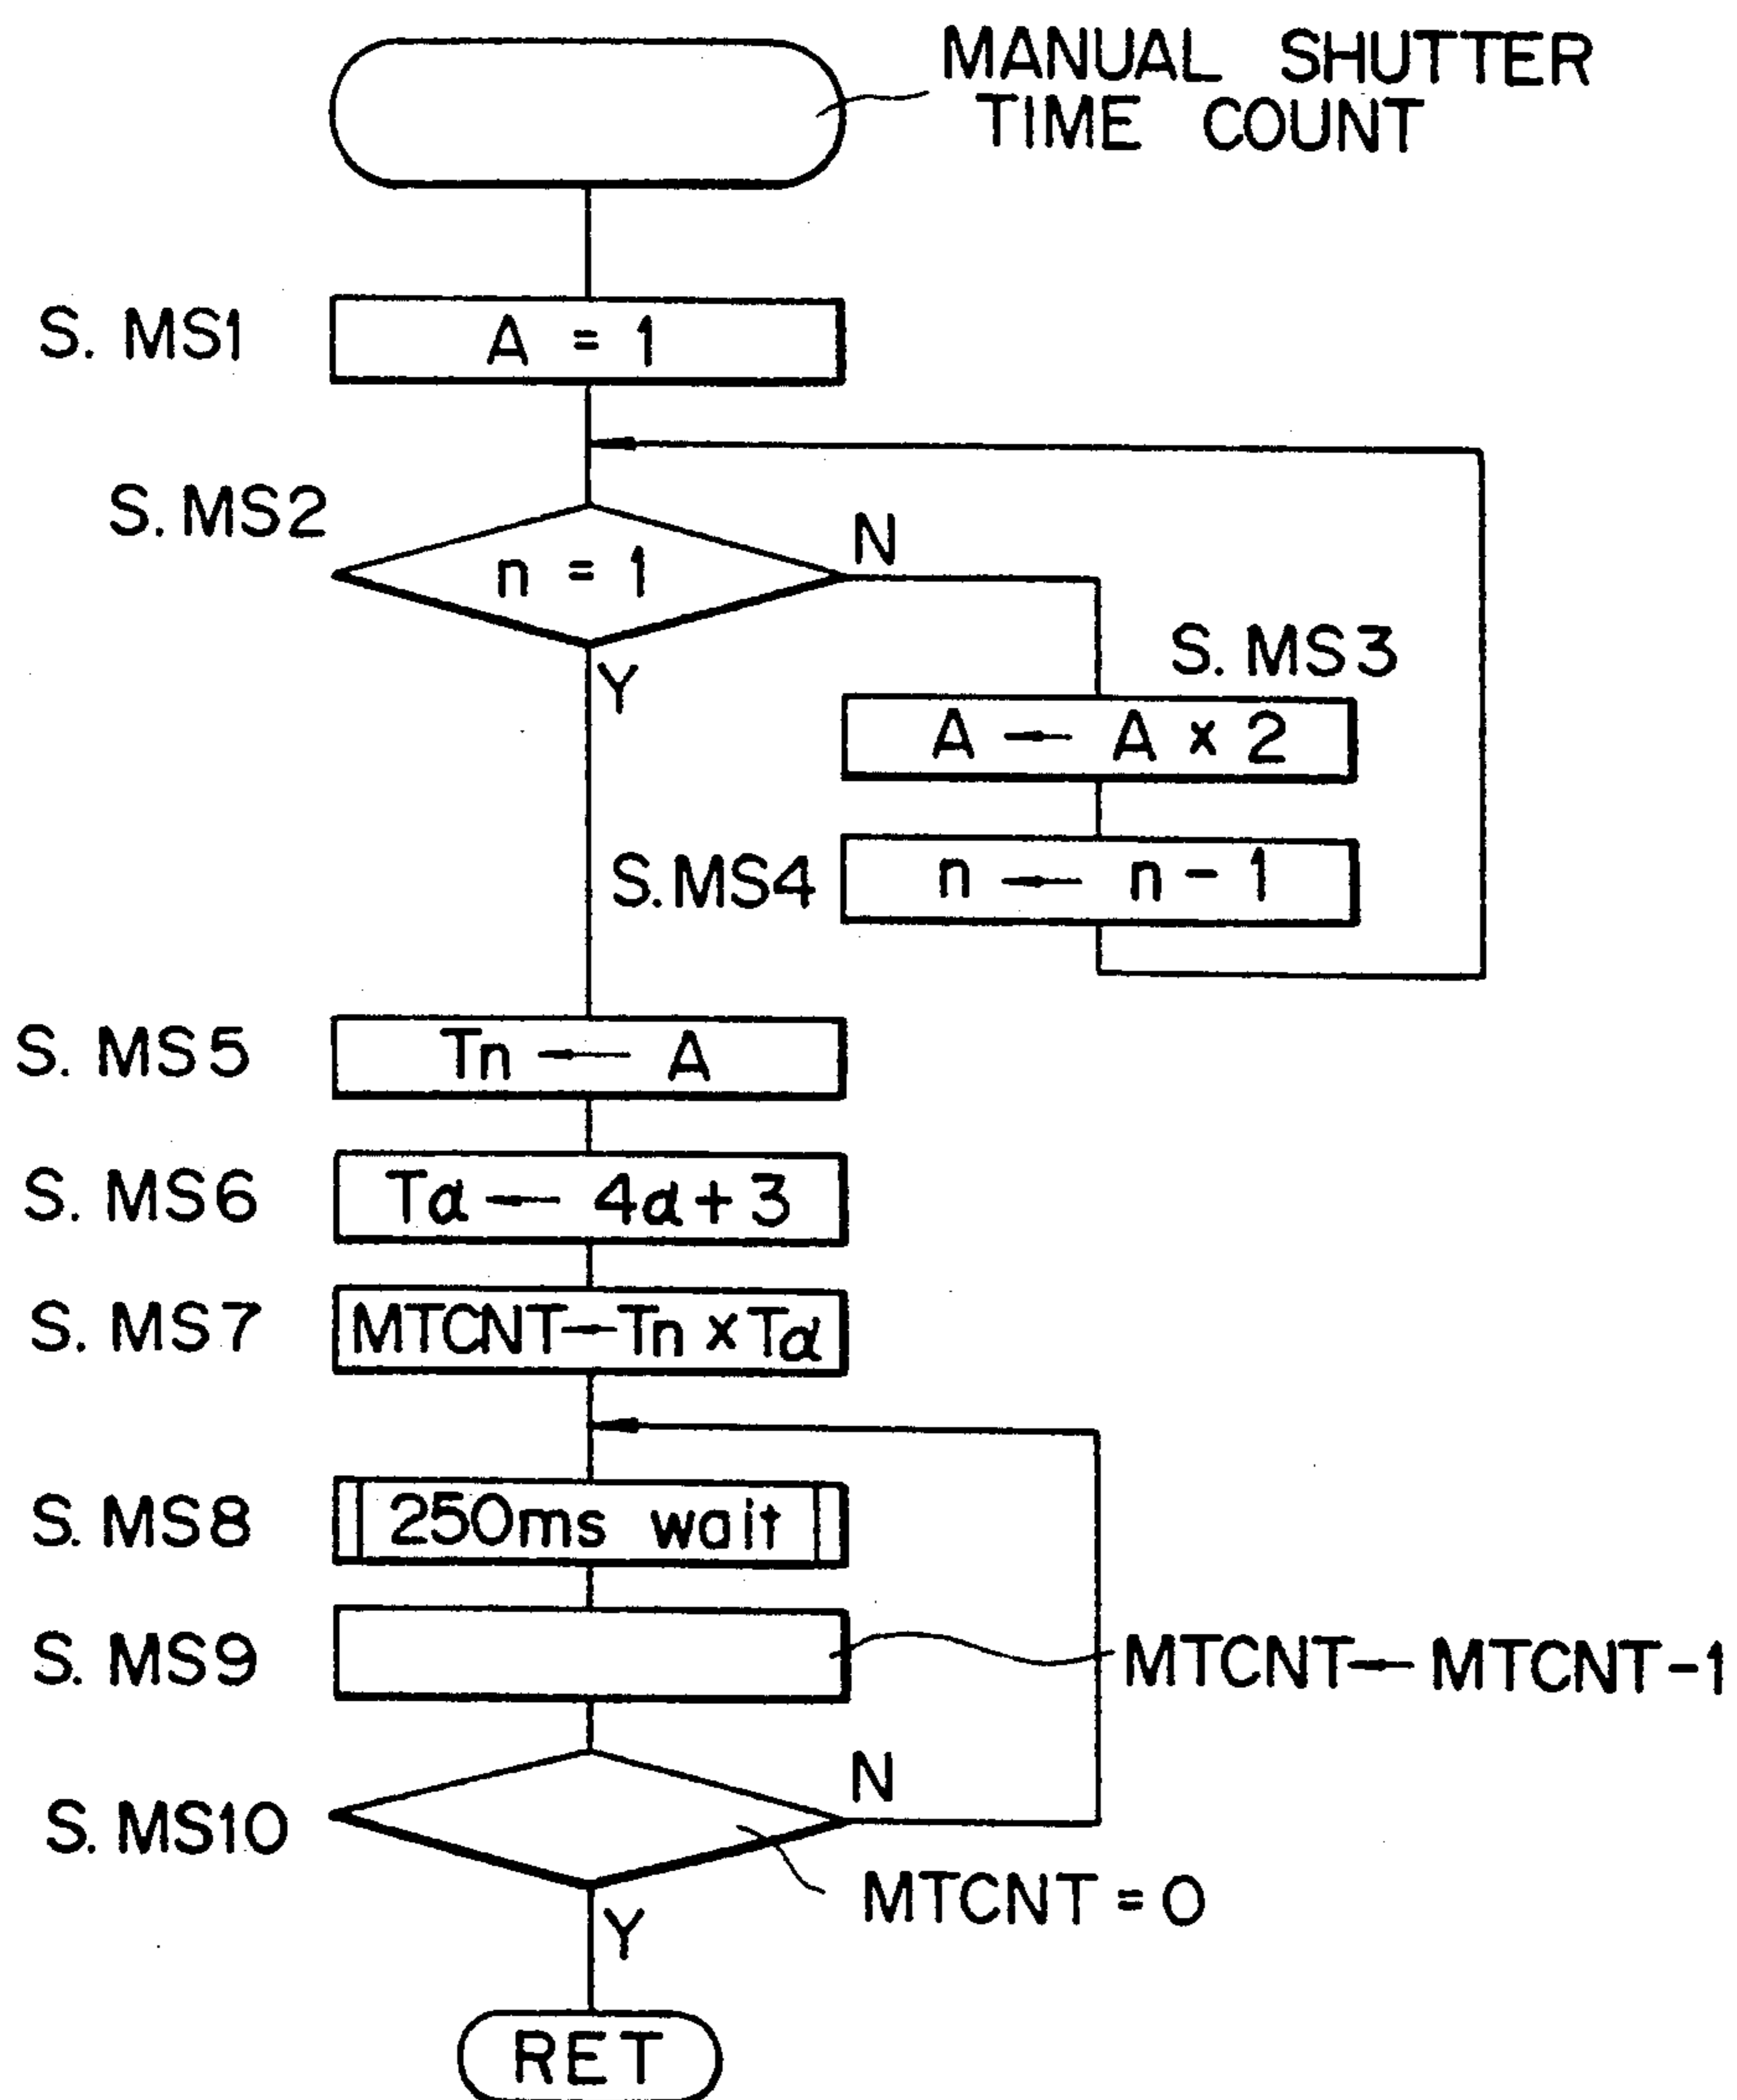 MANUAL SHUTTER
TIME COUNT
S. MS1
A = 1
S. MS2
n = 1
N
Y
S. MS3
A ← A × 2
S. MS4
n ← n - 1
S. MS5
Tn ← A
S. MS6
Tα ← 4α + 3
S. MS7
MTCNT ← Tn × Tα
S. MS8
250ms wait
S. MS9
MTCNT ← MTCNT - 1
S. MS10
N
MTCNT = 0
Y
RET